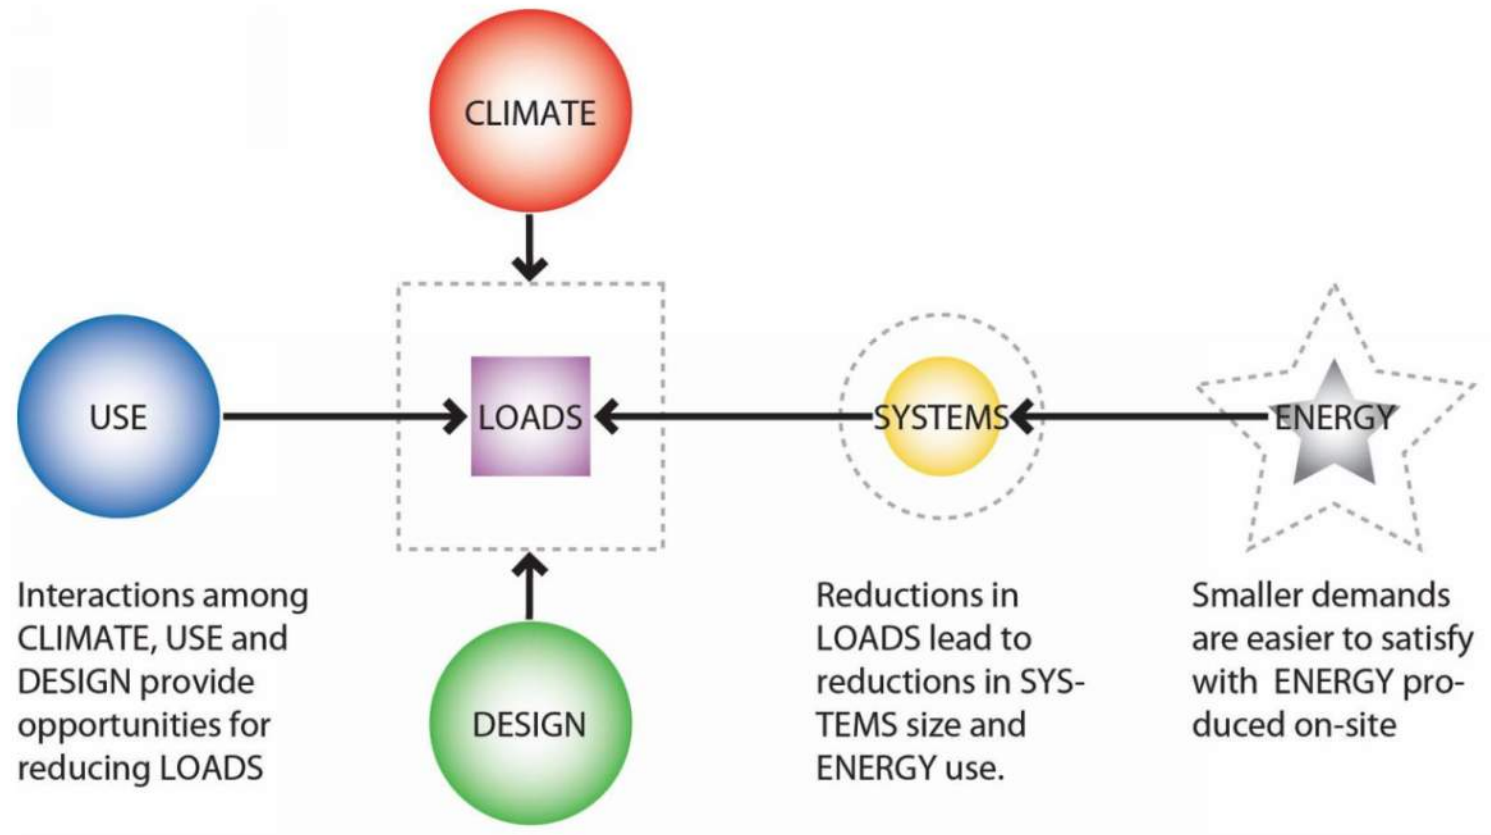 CLIMATE
USE
LOADS
SYSTEMS
ENERGY
DESIGN
Interactions among
CLIMATE, USE and
DESIGN provide
opportunities for
reducing LOADS
Reductions in
LOADS lead to
reductions in SYS-
TEMS size and
ENERGY use.
Smaller demands
are easier to satisfy
with ENERGY pro-
duced on-site